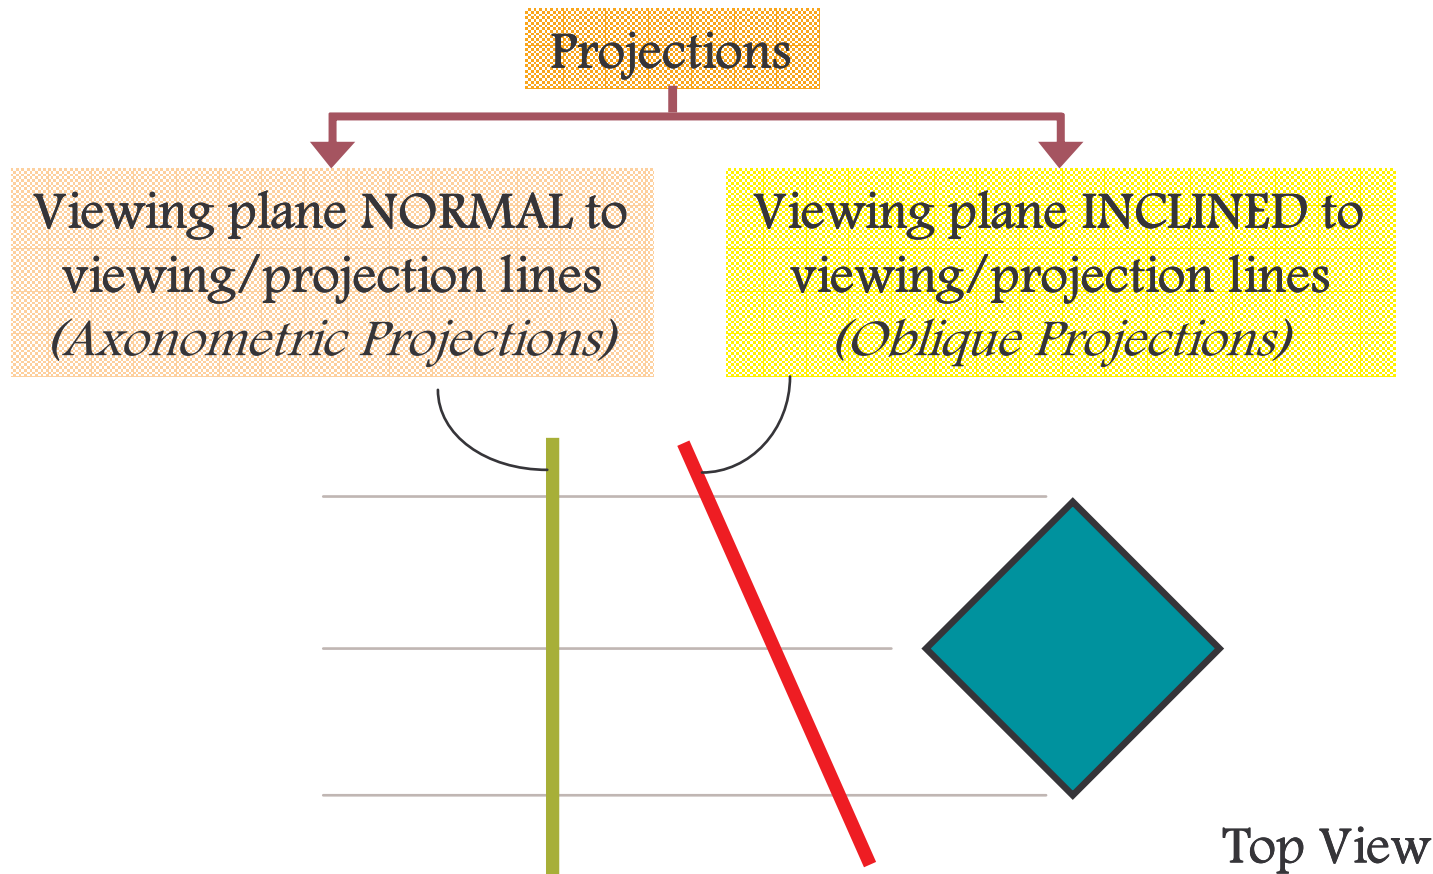 Projections
Viewing plane NORMAL to
viewing/projection lines
(Axonometric Projections)
Viewing plane INCLINED to
viewing/projection lines
(Oblique Projections)
Top View